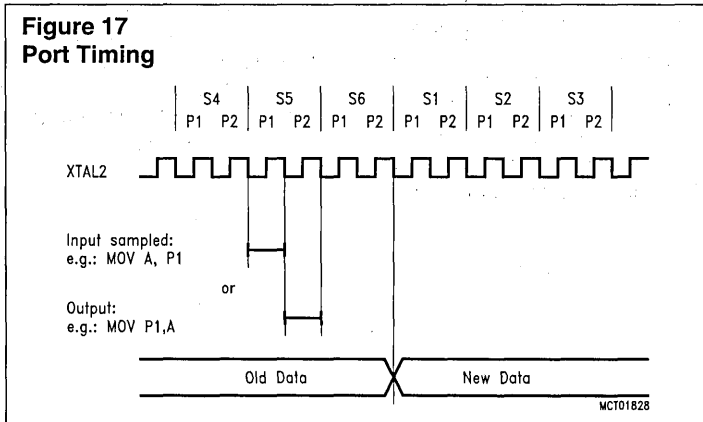 Figure 17
Port Timing
S4 S5 S6 S1 S2 S3
P1 P2 P1 P2 P1 P2 P1 P2 P1 P2 P1 P2
XTAL2
Input sampled:
e.g.: MOV A, P1
or
Output:
e.g.: MOV P1,A
Old Data New Data
MCT01828